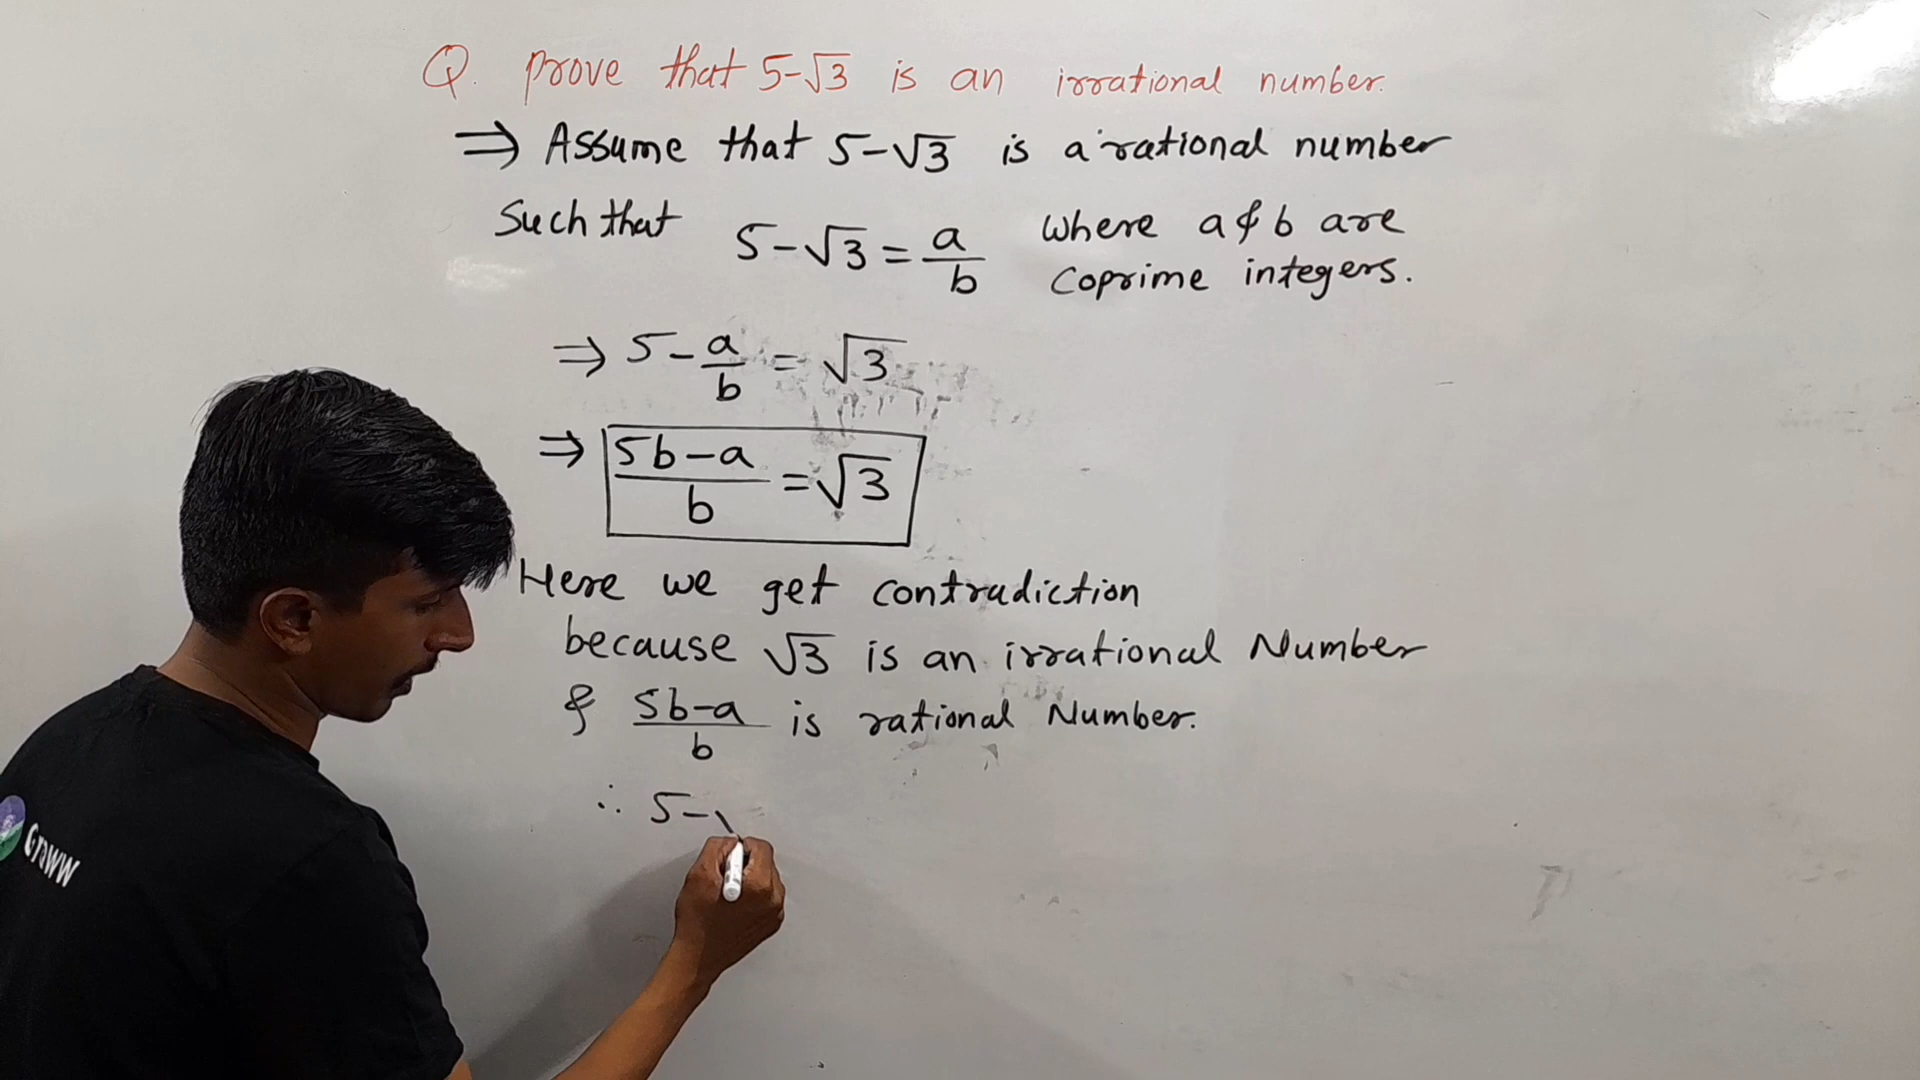 Q. Prove that 5-√3 is an irrational number.
⇒ Assume that 5-√3 is a rational number
Such that 5-√3 = a/b where a & b are
Coprime integers.
⇒ 5 - a/b = √3
⇒ (5b-a)/b = √3
Here we get contradiction
because √3 is an irrational Number
& (5b-a)/b is rational Number.
∴ 5-
Groww